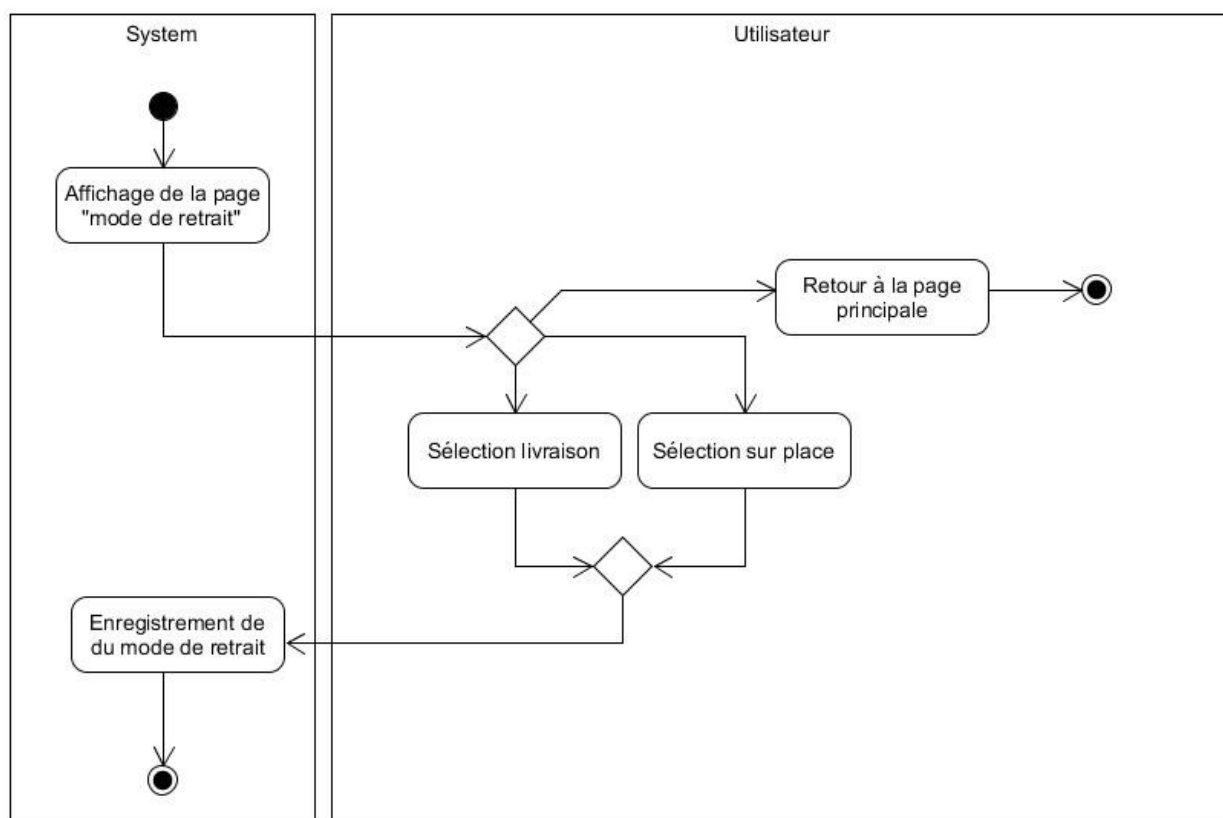 System
Utilisateur
Affichage de la page
"mode de retrait"
Retour à la page
principale
Sélection livraison
Sélection sur place
Enregistrement de
du mode de retrait